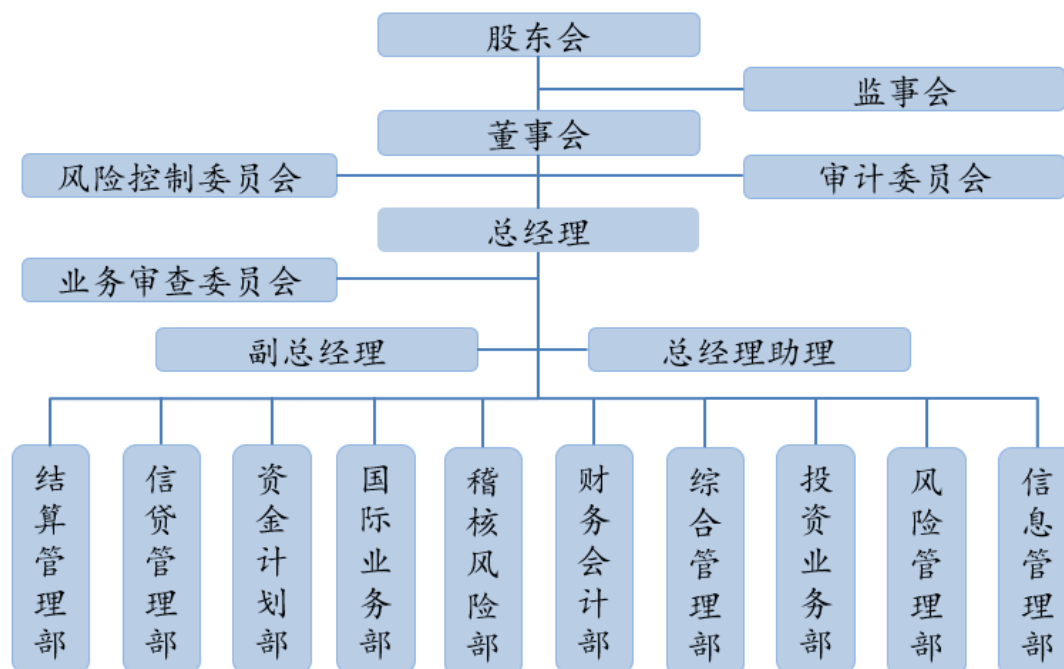 股东会
监事会
董事会
风险控制委员会
审计委员会
总经理
业务审查委员会
副总经理
总经理助理
结算管理部
信贷管理部
资金计划部
国际业务部
稽核风险部
财务会计部
综合管理部
投资业务部
风险管理部
信息管理部